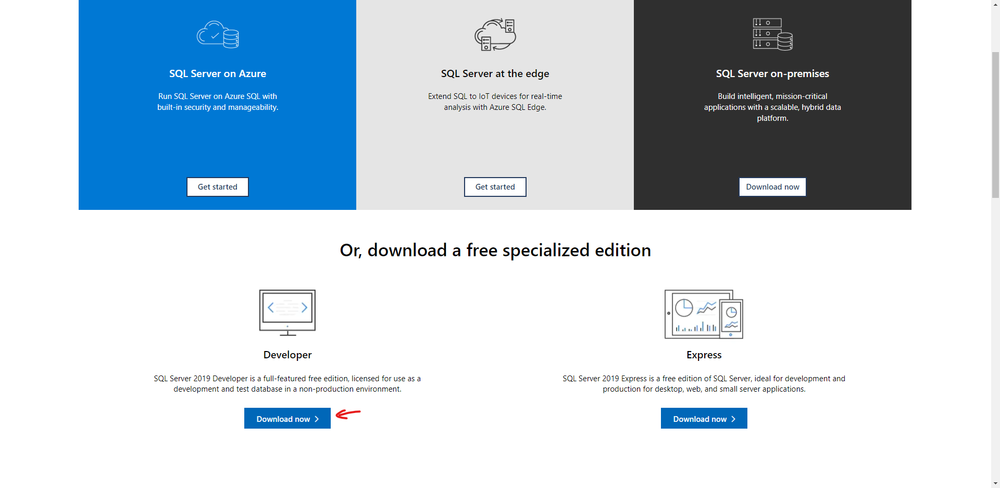 SQL Server on Azure
Run SQL Server on Azure SQL with
built-in security and manageability.
Get started
SQL Server at the edge
Extend SQL to IoT devices for real-time
analysis with Azure SQL Edge.
Get started
SQL Server on-premises
Build intelligent, mission-critical
applications with a scalable, hybrid data
platform.
Download now
Or, download a free specialized edition
Developer
SQL Server 2019 Developer is a full-featured free edition, licensed for use as a
development and test database in a non-production environment.
Download now
Express
SQL Server 2019 Express is a free edition of SQL Server, ideal for development and
production for desktop, web, and small server applications.
Download now